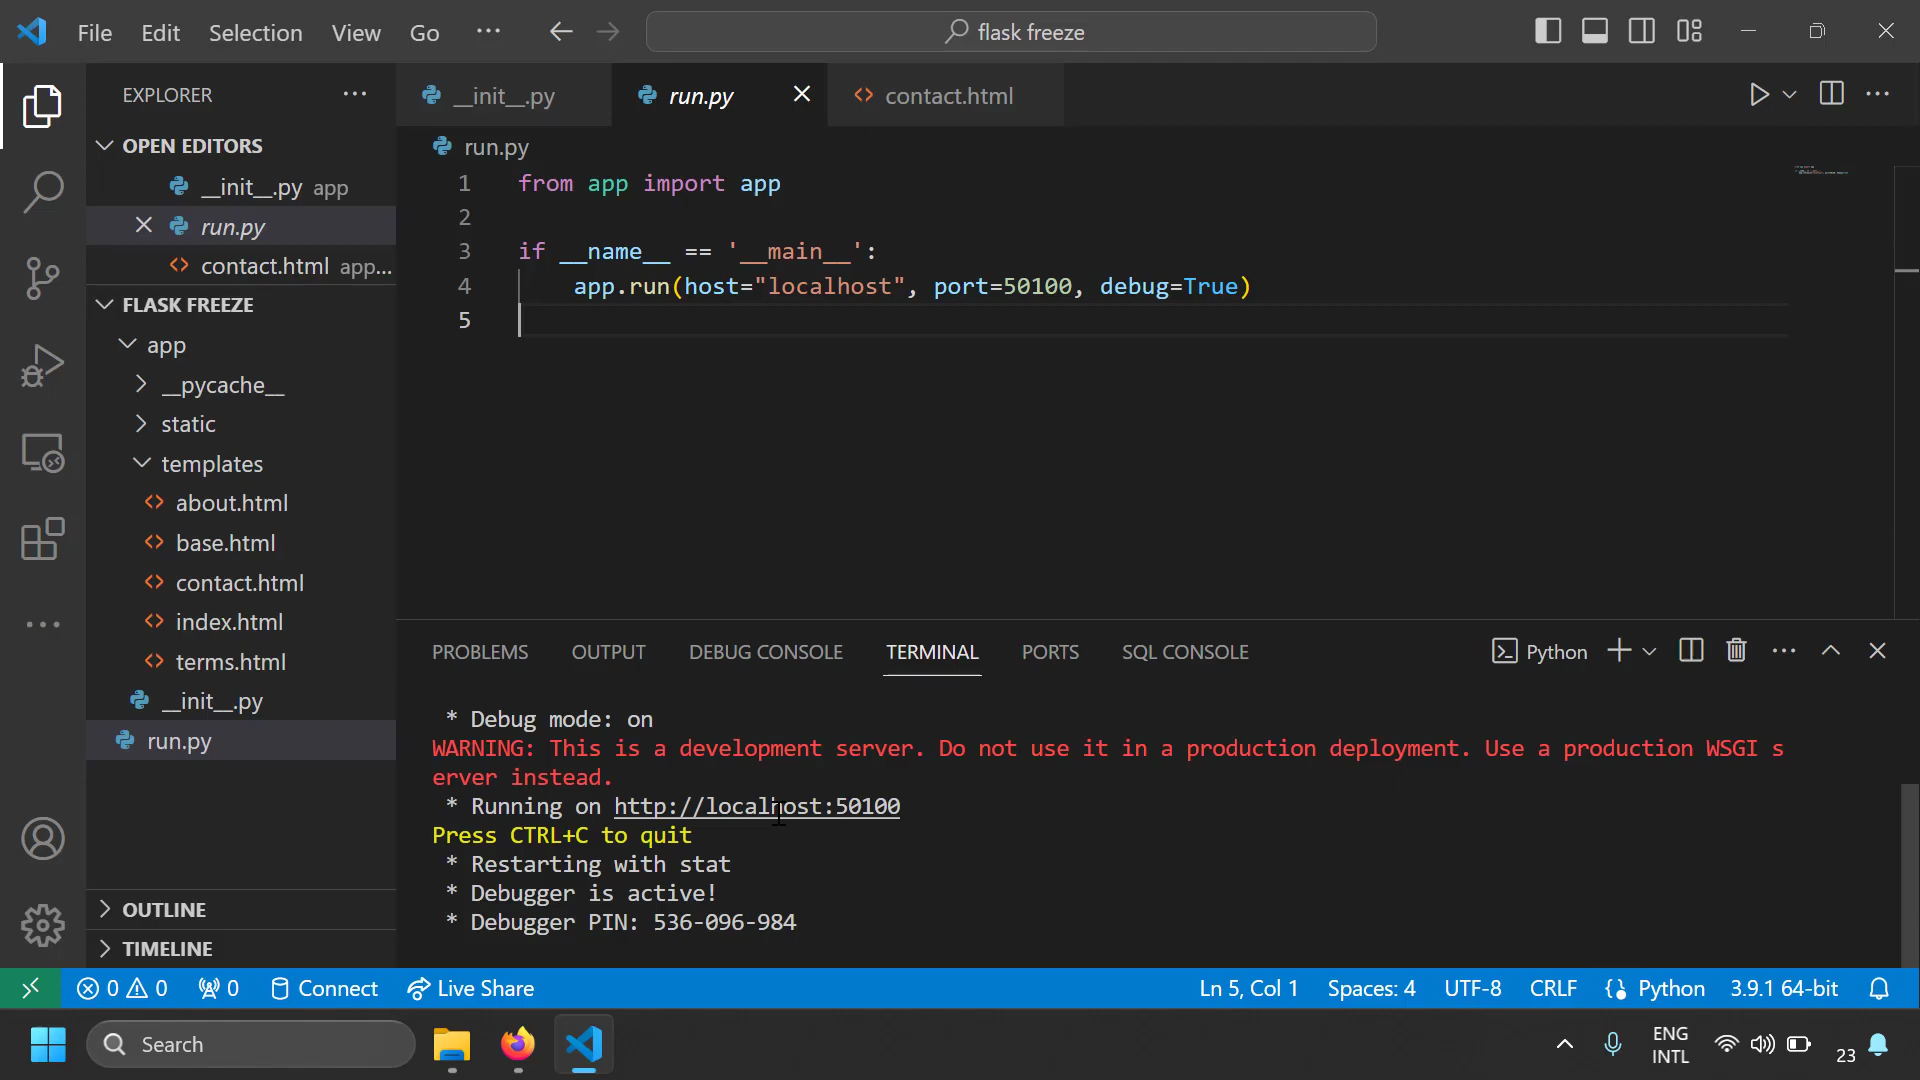 File Edit Selection View Go ··· flask freeze
EXPLORER ···
OPEN EDITORS
__init__.py app
run.py
contact.html app...
FLASK FREEZE
app
__pycache__
static
templates
about.html
base.html
contact.html
index.html
terms.html
__init__.py
run.py
OUTLINE
TIMELINE
__init__.py run.py contact.html
run.py
1 from app import app
2
3 if __name__ == '__main__':
4 app.run(host="localhost", port=50100, debug=True)
5
PROBLEMS OUTPUT DEBUG CONSOLE TERMINAL PORTS SQL CONSOLE Python
* Debug mode: on
WARNING: This is a development server. Do not use it in a production deployment. Use a production WSGI s
erver instead.
* Running on http://localhost:50100
Press CTRL+C to quit
* Restarting with stat
* Debugger is active!
* Debugger PIN: 536-096-984
0 0 0 Connect Live Share Ln 5, Col 1 Spaces: 4 UTF-8 CRLF Python 3.9.1 64-bit
Search ENG
INTL 23